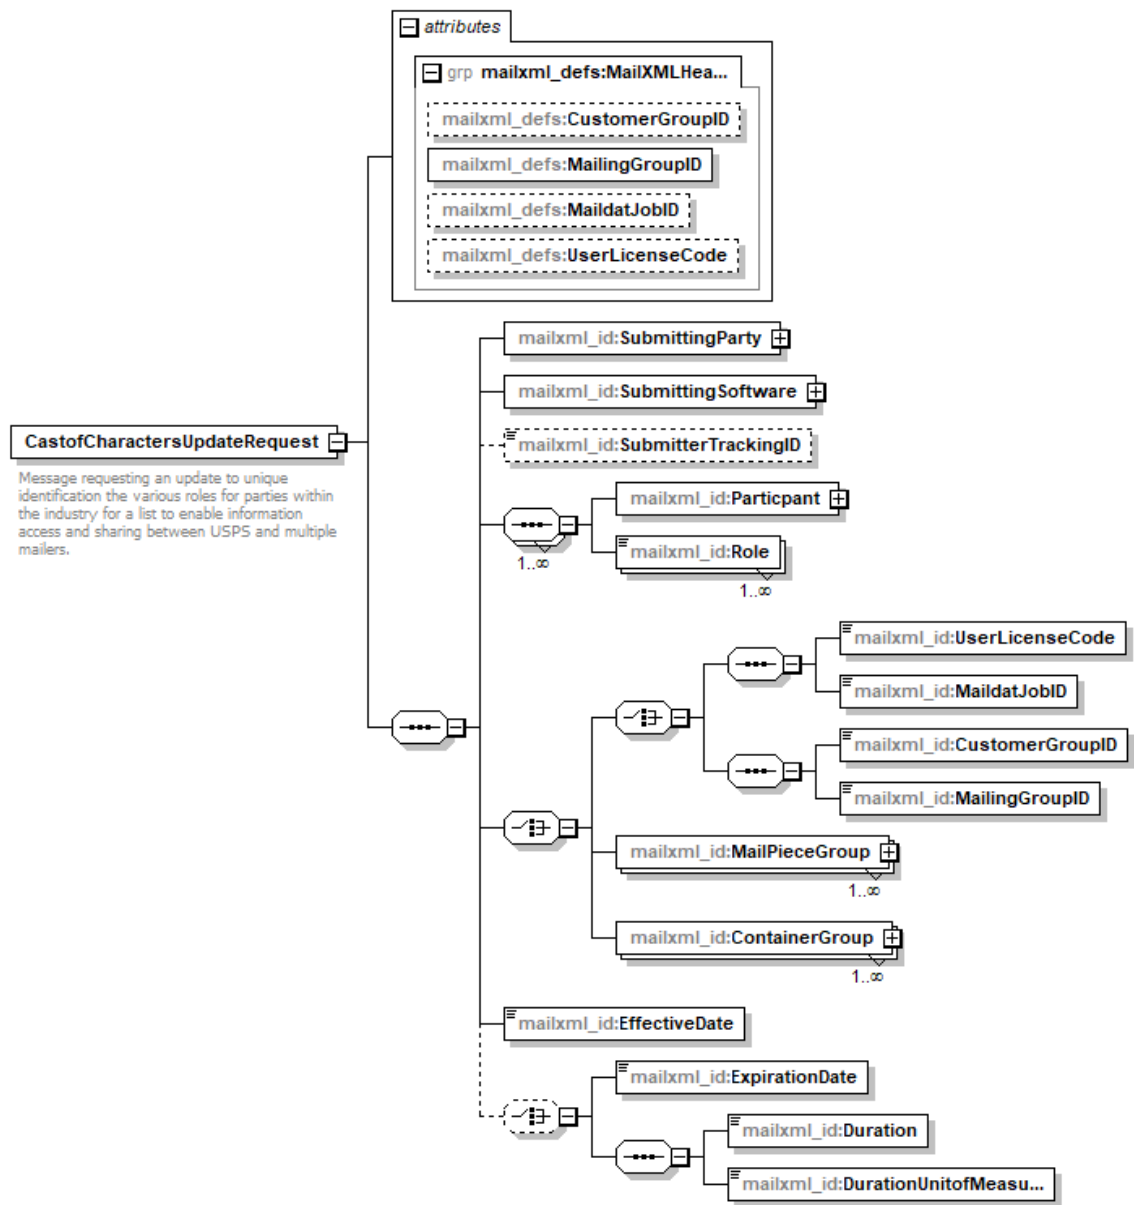 attributes
grp mailxml_defs:MailXMLHea...
mailxml_defs:CustomerGroupID
mailxml_defs:MailingGroupID
mailxml_defs:MaildatJobID
mailxml_defs:UserLicenseCode
mailxml_id:SubmittingParty
mailxml_id:SubmittingSoftware
CastofCharactersUpdateRequest
Message requesting an update to unique
identification the various roles for parties within
the industry for a list to enable information
access and sharing between USPS and multiple
mailers.
mailxml_id:SubmitterTrackingID
1..∞
mailxml_id:Particpant
mailxml_id:Role
1..∞
mailxml_id:UserLicenseCode
mailxml_id:MaildatJobID
mailxml_id:CustomerGroupID
mailxml_id:MailingGroupID
mailxml_id:MailPieceGroup
1..∞
mailxml_id:ContainerGroup
1..∞
mailxml_id:EffectiveDate
mailxml_id:ExpirationDate
mailxml_id:Duration
mailxml_id:DurationUnitofMeasu...